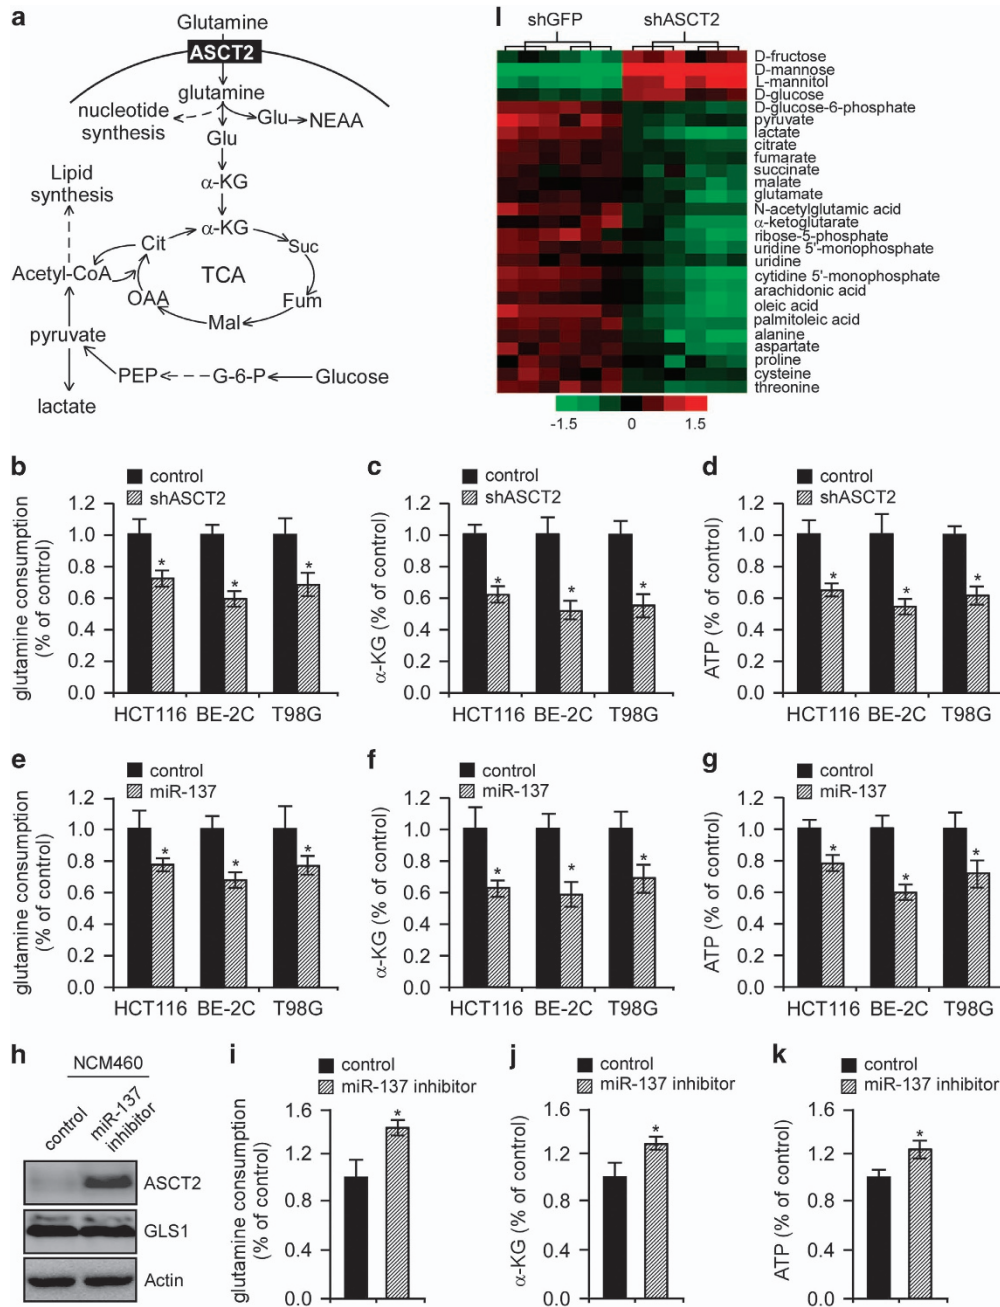 a
Glutamine
ASCT2
glutamine
nucleotide
synthesis
Glu
NEAA
Glu
Lipid
synthesis
α-KG
α-KG
Cit
Suc
Acetyl-CoA
TCA
OAA
Fum
Mal
pyruvate
PEP
G-6-P
Glucose
lactate
l
shGFP
shASCT2
D-fructose
D-mannose
L-mannitol
D-glucose
D-glucose-6-phosphate
pyruvate
lactate
citrate
fumarate
succinate
malate
glutamate
N-acetylglutamic acid
α-ketoglutarate
ribose-5-phosphate
uridine 5'-monophosphate
uridine
cytidine 5'-monophosphate
arachidonic acid
oleic acid
palmitoleic acid
alanine
aspartate
proline
cysteine
threonine
-1.5 0 1.5
b
control
shASCT2
glutamine consumption
(% of control)
1.2
1.0
0.8
0.6
0.4
0.2
0.0
* * *
HCT116 BE-2C T98G
c
control
shASCT2
α-KG (% of control)
1.2
1.0
0.8
0.6
0.4
0.2
0.0
* * *
HCT116 BE-2C T98G
d
control
shASCT2
ATP (% of control)
1.2
1.0
0.8
0.6
0.4
0.2
0.0
* * *
HCT116 BE-2C T98G
e
control
miR-137
glutamine consumption
(% of control)
1.2
1.0
0.8
0.6
0.4
0.2
0.0
* * *
HCT116 BE-2C T98G
f
control
miR-137
α-KG (% of control)
1.2
1.0
0.8
0.6
0.4
0.2
0.0
* * *
HCT116 BE-2C T98G
g
control
miR-137
ATP (% of control)
1.2
1.0
0.8
0.6
0.4
0.2
0.0
* * *
HCT116 BE-2C T98G
h
NCM460
control
miR-137
inhibitor
ASCT2
GLS1
Actin
i
control
miR-137 inhibitor
glutamine consumption
(% of control)
1.6
1.2
0.8
0.4
0.0
*
j
control
miR-137 inhibitor
α-KG (% of control)
1.6
1.2
0.8
0.4
0.0
*
k
control
miR-137 inhibitor
ATP (% of control)
1.6
1.2
0.8
0.4
0.0
*